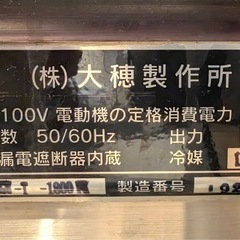 (株)大穂製作所
100V 電動機の定格消費電力
数 50/60Hz 出力
漏電遮断器内蔵 冷媒
製造番号